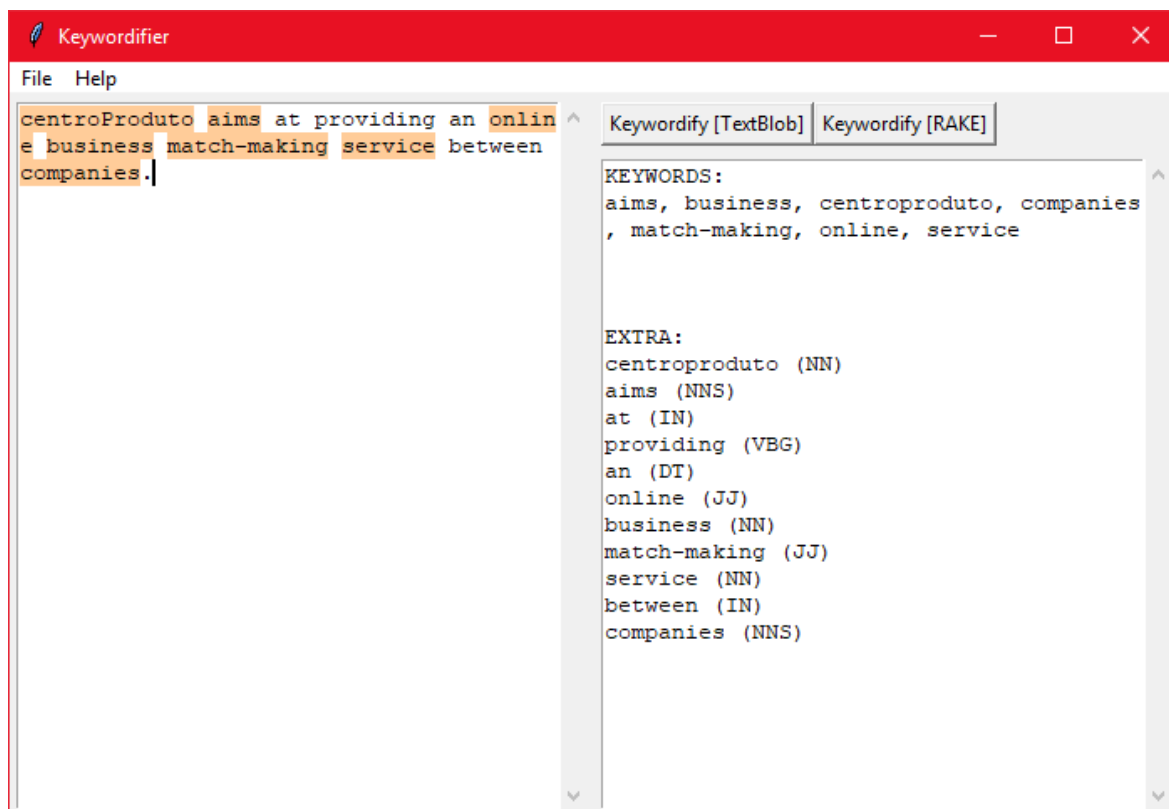 Keywordifier
File Help
centroProduto aims at providing an onlin
e business match-making service between
companies.
Keywordify [TextBlob] Keywordify [RAKE]
KEYWORDS:
aims, business, centroproduto, companies
, match-making, online, service
EXTRA:
centroproduto (NN)
aims (NNS)
at (IN)
providing (VBG)
an (DT)
online (JJ)
business (NN)
match-making (JJ)
service (NN)
between (IN)
companies (NNS)